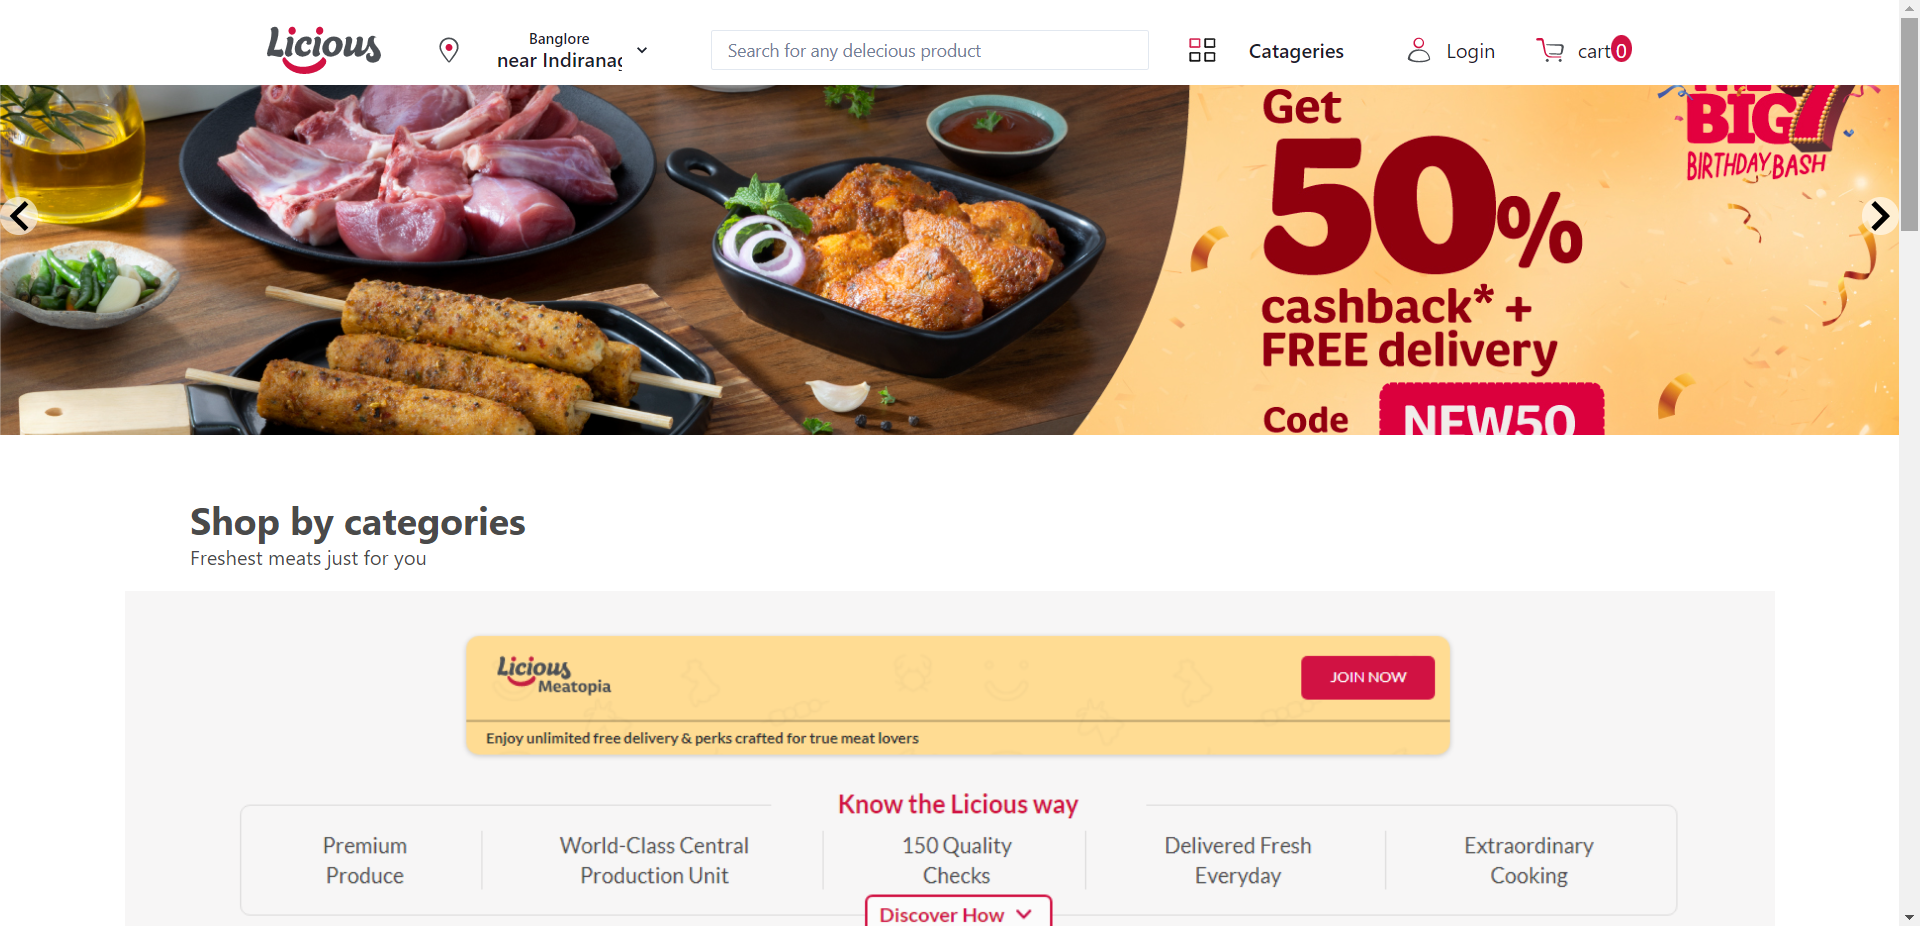 Licious
Banglore
near Indiranag
Search for any delecious product
Catageries
Login
cart 0
Get
50%
cashback* +
FREE delivery
Code NEW50
THE
BIG 7
BIRTHDAY BASH
Shop by categories
Freshest meats just for you
Licious
Meatopia
JOIN NOW
Enjoy unlimited free delivery & perks crafted for true meat lovers
Know the Licious way
Premium
Produce
World-Class Central
Production Unit
150 Quality
Checks
Delivered Fresh
Everyday
Extraordinary
Cooking
Discover How